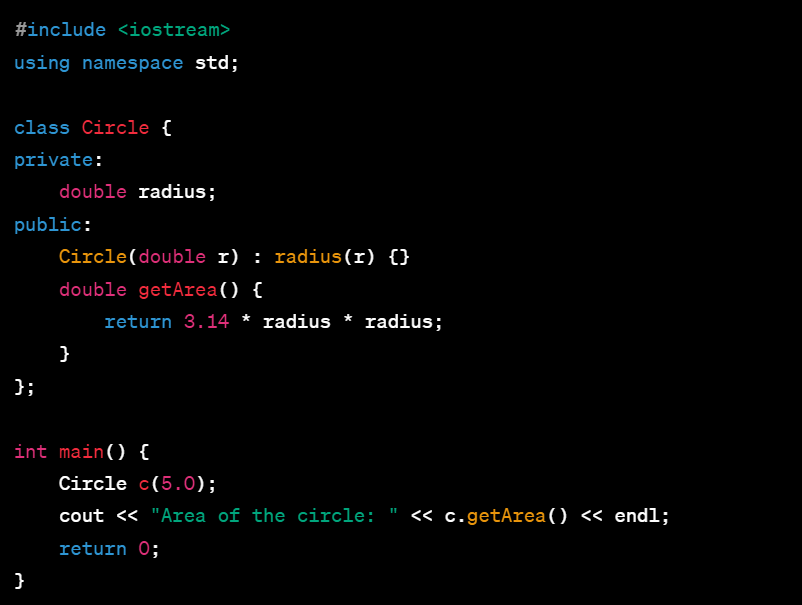 #include <iostream>
using namespace std;

class Circle {
private:
    double radius;
public:
    Circle(double r) : radius(r) {}
    double getArea() {
        return 3.14 * radius * radius;
    }
};

int main() {
    Circle c(5.0);
    cout << "Area of the circle: " << c.getArea() << endl;
    return 0;
}